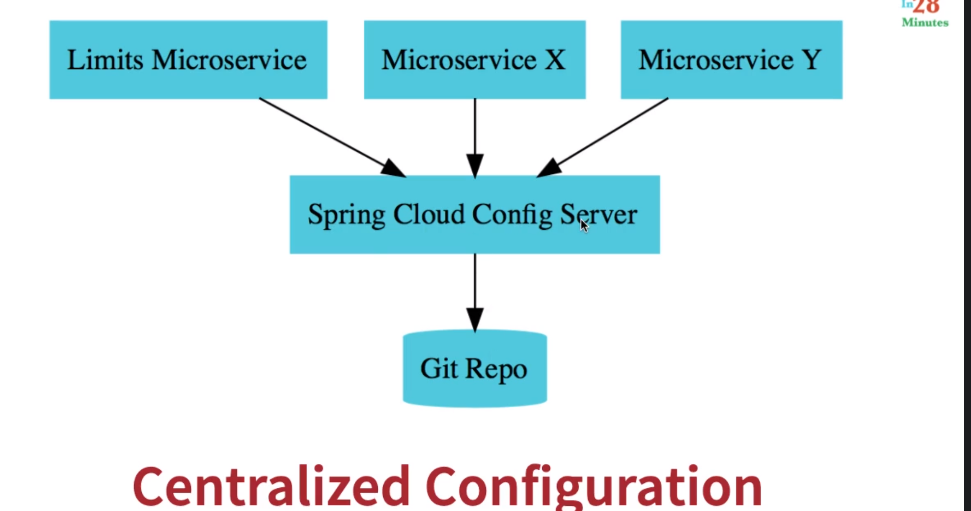 In28
Minutes
Limits Microservice
Microservice X
Microservice Y
Spring Cloud Config Server
Git Repo
Centralized Configuration